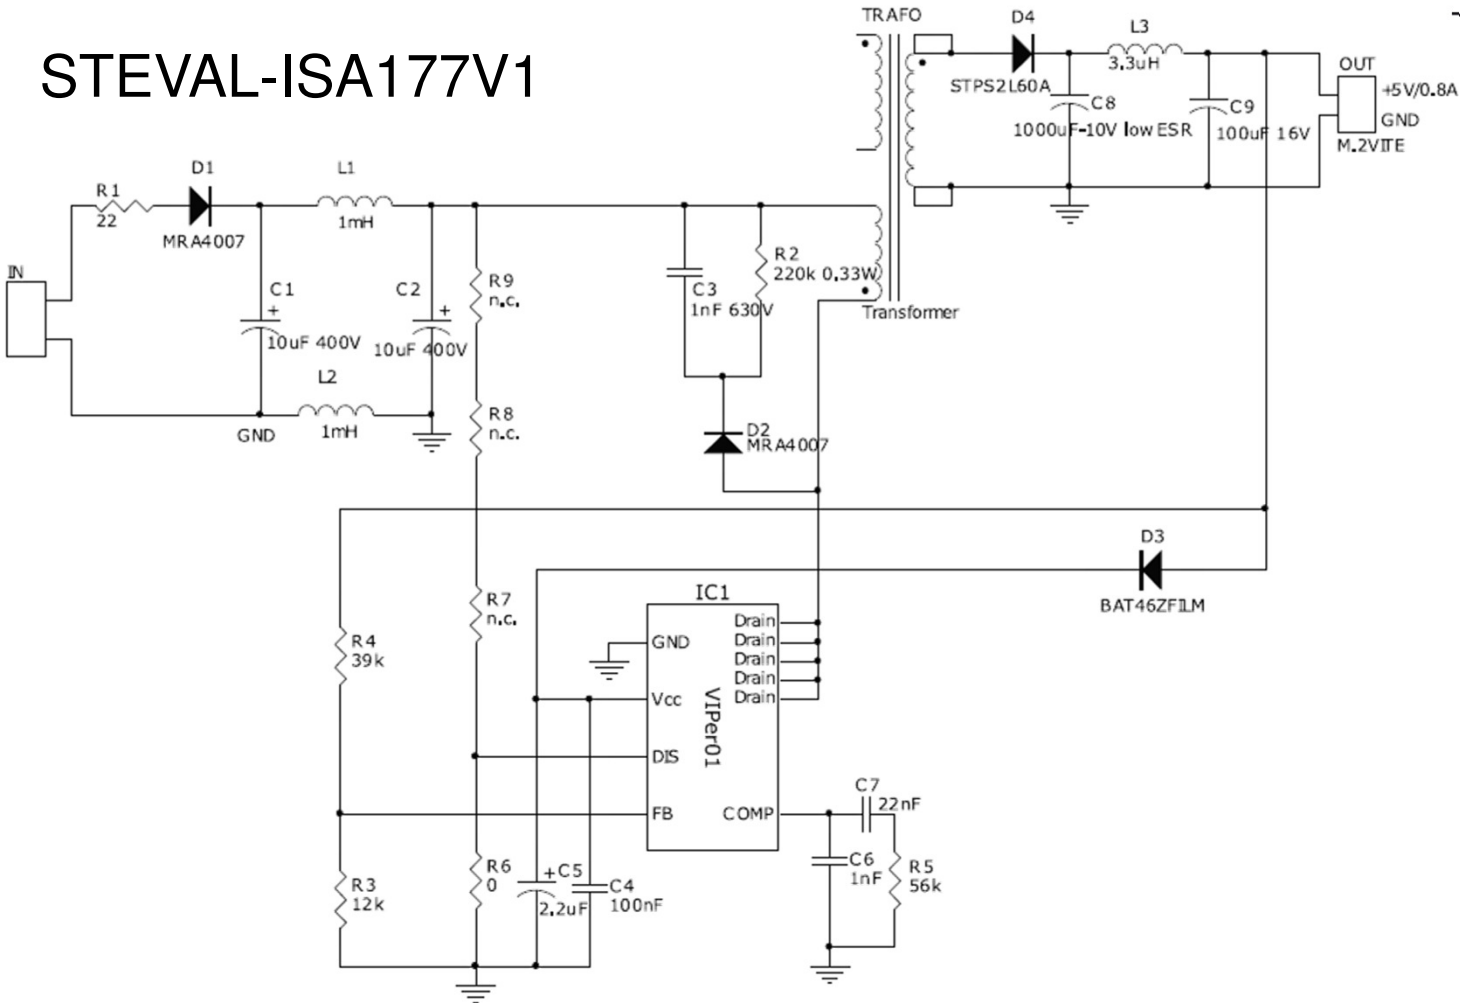 STEVAL-ISA177V1
TRAFO
D4
STPS2L60A
L3
3.3uH
C8
1000uF-10V low ESR
C9
100uF 16V
OUT
+5V/0.8A
GND
M.2VITE
IN
R1
22
D1
MRA4007
L1
1mH
C1
+
10uF 400V
C2
+
10uF 400V
L2
1mH
GND
R9
n.c.
R8
n.c.
C3
1nF 630V
R2
220k 0,33W
Transformer
D2
MRA4007
D3
BAT46ZFILM
R7
n.c.
R4
39k
IC1
GND
Vcc
DIS
FB
VIPer01
Drain
Drain
Drain
Drain
Drain
COMP
C7
22nF
C6
1nF
R5
56k
R3
12k
R6
0
+C5
2.2uF
C4
100nF